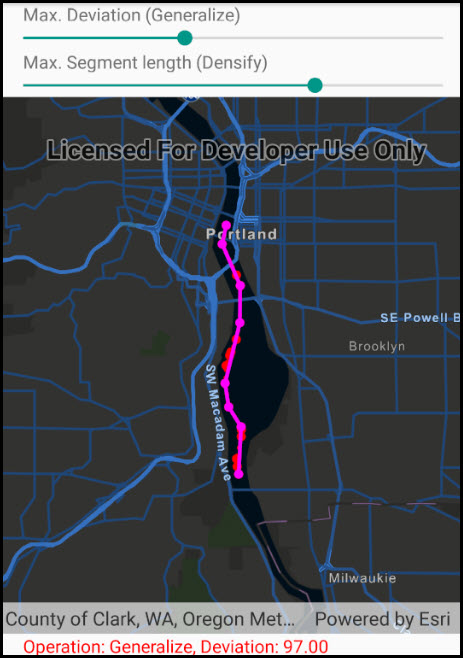 Max. Deviation (Generalize)
Max. Segment length (Densify)
Licensed For Developer Use Only
Portland
SE Powell B
Brooklyn
SW Macadam Ave
Milwaukie
County of Clark, WA, Oregon Met... Powered by Esri
Operation: Generalize, Deviation: 97.00